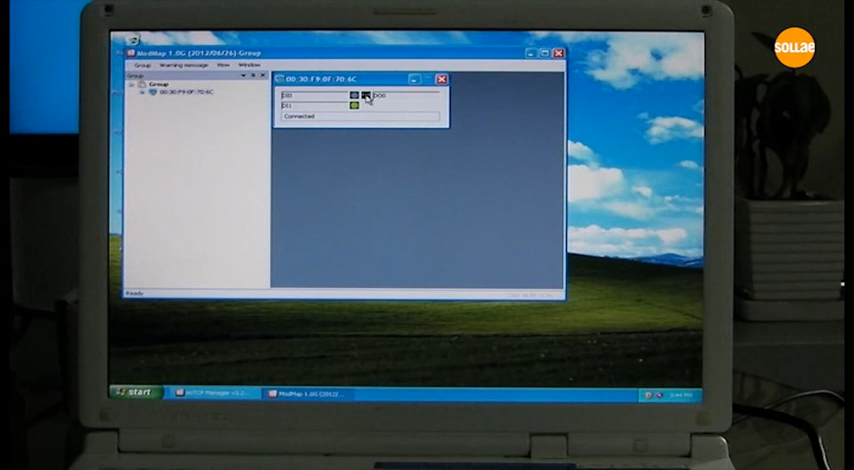 SOLLAE
ModMap 1.0G [2012/06/26]-Group
Group Warning message View Window
Group
Group
00:30:F9:0F:70:6C
00:30:F9:0F:70:6C
DI0
DO0
DI1
Connected
Ready
start
ezTCP Manager v3.2...
ModMap 1.0G [2012/...